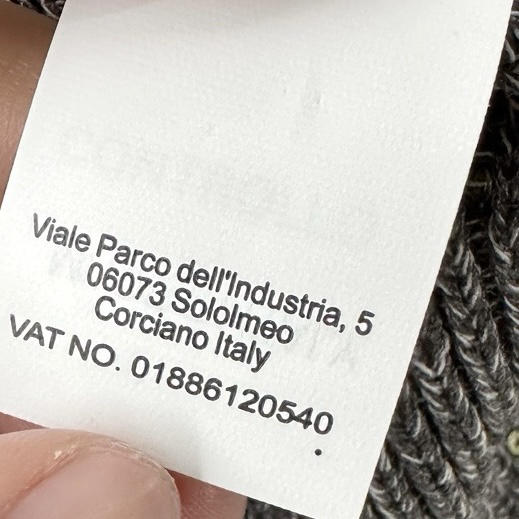 Viale Parco dell'Industria, 5
06073 Sololmeo
Corciano Italy
VAT NO. 01886120540
.